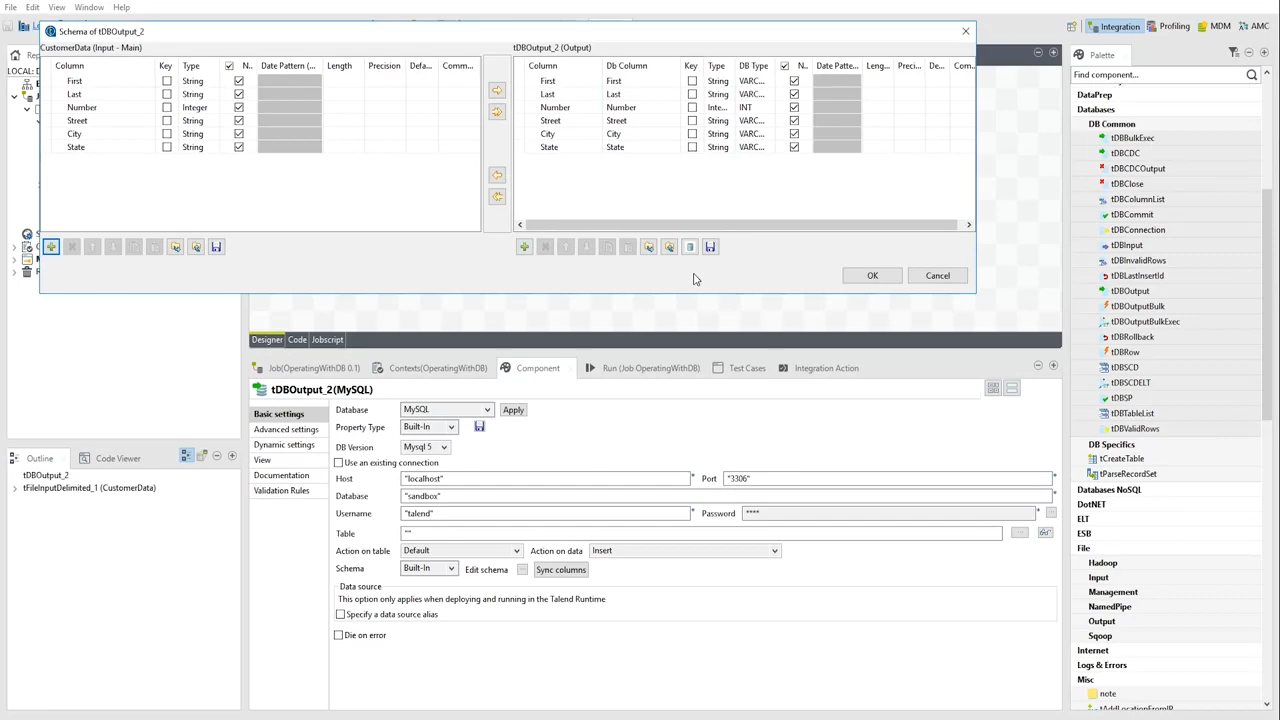 File Edit View Window Help
Schema of tDBOutput_2
CustomerData (Input - Main)
tDBOutput_2 (Output)
Column Key Type N.. Date Pattern (... Length Precision Defa... Comm...
First String
Last String
Number Integer
Street String
City String
State String
Column Db Column Key Type DB Type N.. Date Patte... Leng... Preci... De... Com...
First First String VARC...
Last Last String VARC...
Number Number Inte... INT
Street Street String VARC...
City City String VARC...
State State String VARC...
OK Cancel
Integration Profiling MDM AMC
Palette
Find component...
DataPrep
Databases
DB Common
tDBBulkExec
tDBCDC
tDBCDCOutput
tDBClose
tDBColumnList
tDBCommit
tDBConnection
tDBInput
tDBInvalidRows
tDBLastInsertId
tDBOutput
tDBOutputBulk
tDBOutputBulkExec
tDBRollback
tDBRow
tDBSCD
tDBSCDELT
tDBSP
tDBTableList
tDBValidRows
DB Specifics
tCreateTable
tParseRecordSet
Databases NoSQL
DotNET
ELT
ESB
File
Hadoop
Input
Management
NamedPipe
Output
Sqoop
Internet
Logs & Errors
Misc
note
tAddLocationFromIP
Designer Code Jobscript
Job(OperatingWithDB 0.1) Contexts(OperatingWithDB) Component Run (Job OperatingWithDB) Test Cases Integration Action
tDBOutput_2(MySQL)
Basic settings
Advanced settings
Dynamic settings
View
Documentation
Validation Rules
Database MySQL Apply
Property Type Built-In
DB Version Mysql 5
Use an existing connection
Host "localhost" * Port "3306" *
Database "sandbox" *
Username "talend" * Password **** *
Table "" *
Action on table Default Action on data Insert
Schema Built-In Edit schema ... Sync columns
Data source
This option only applies when deploying and running in the Talend Runtime
Specify a data source alias
Die on error
Outline Code Viewer
tDBOutput_2
tFileInputDelimited_1 (CustomerData)